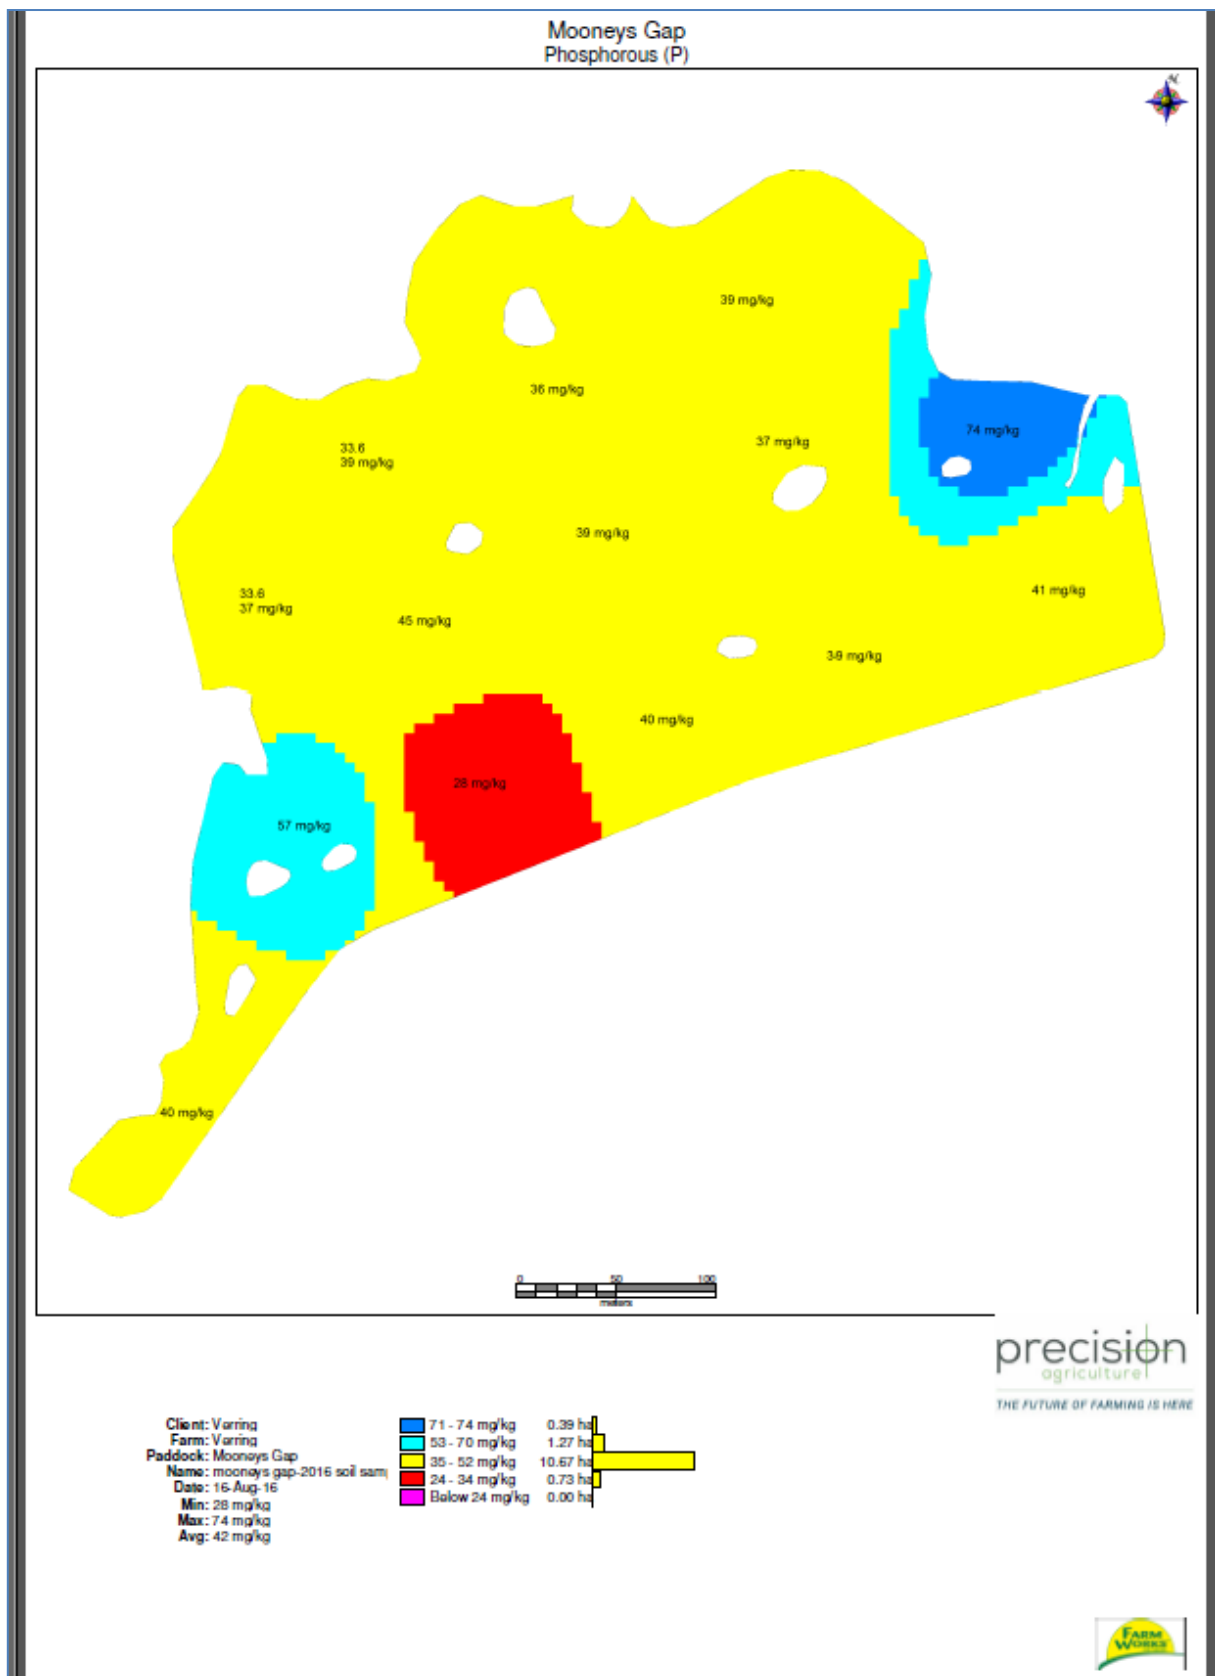 Mooneys Gap
Phosphorous (P)
N
39 mg/kg
36 mg/kg
74 mg/kg
37 mg/kg
33.6
39 mg/kg
39 mg/kg
41 mg/kg
33.6
37 mg/kg
45 mg/kg
39 mg/kg
40 mg/kg
28 mg/kg
57 mg/kg
40 mg/kg
0 50 100
meters
precision
agriculture
THE FUTURE OF FARMING IS HERE
Client: Verring
Farm: Verring
Paddock: Mooneys Gap
Name: mooneys gap-2016 soil sam
Date: 16-Aug-16
Min: 28 mg/kg
Max: 74 mg/kg
Avg: 42 mg/kg
71 - 74 mg/kg 0.39 ha
53 - 70 mg/kg 1.27 ha
35 - 52 mg/kg 10.67 ha
24 - 34 mg/kg 0.73 ha
Below 24 mg/kg 0.00 ha
FARM
WORKS